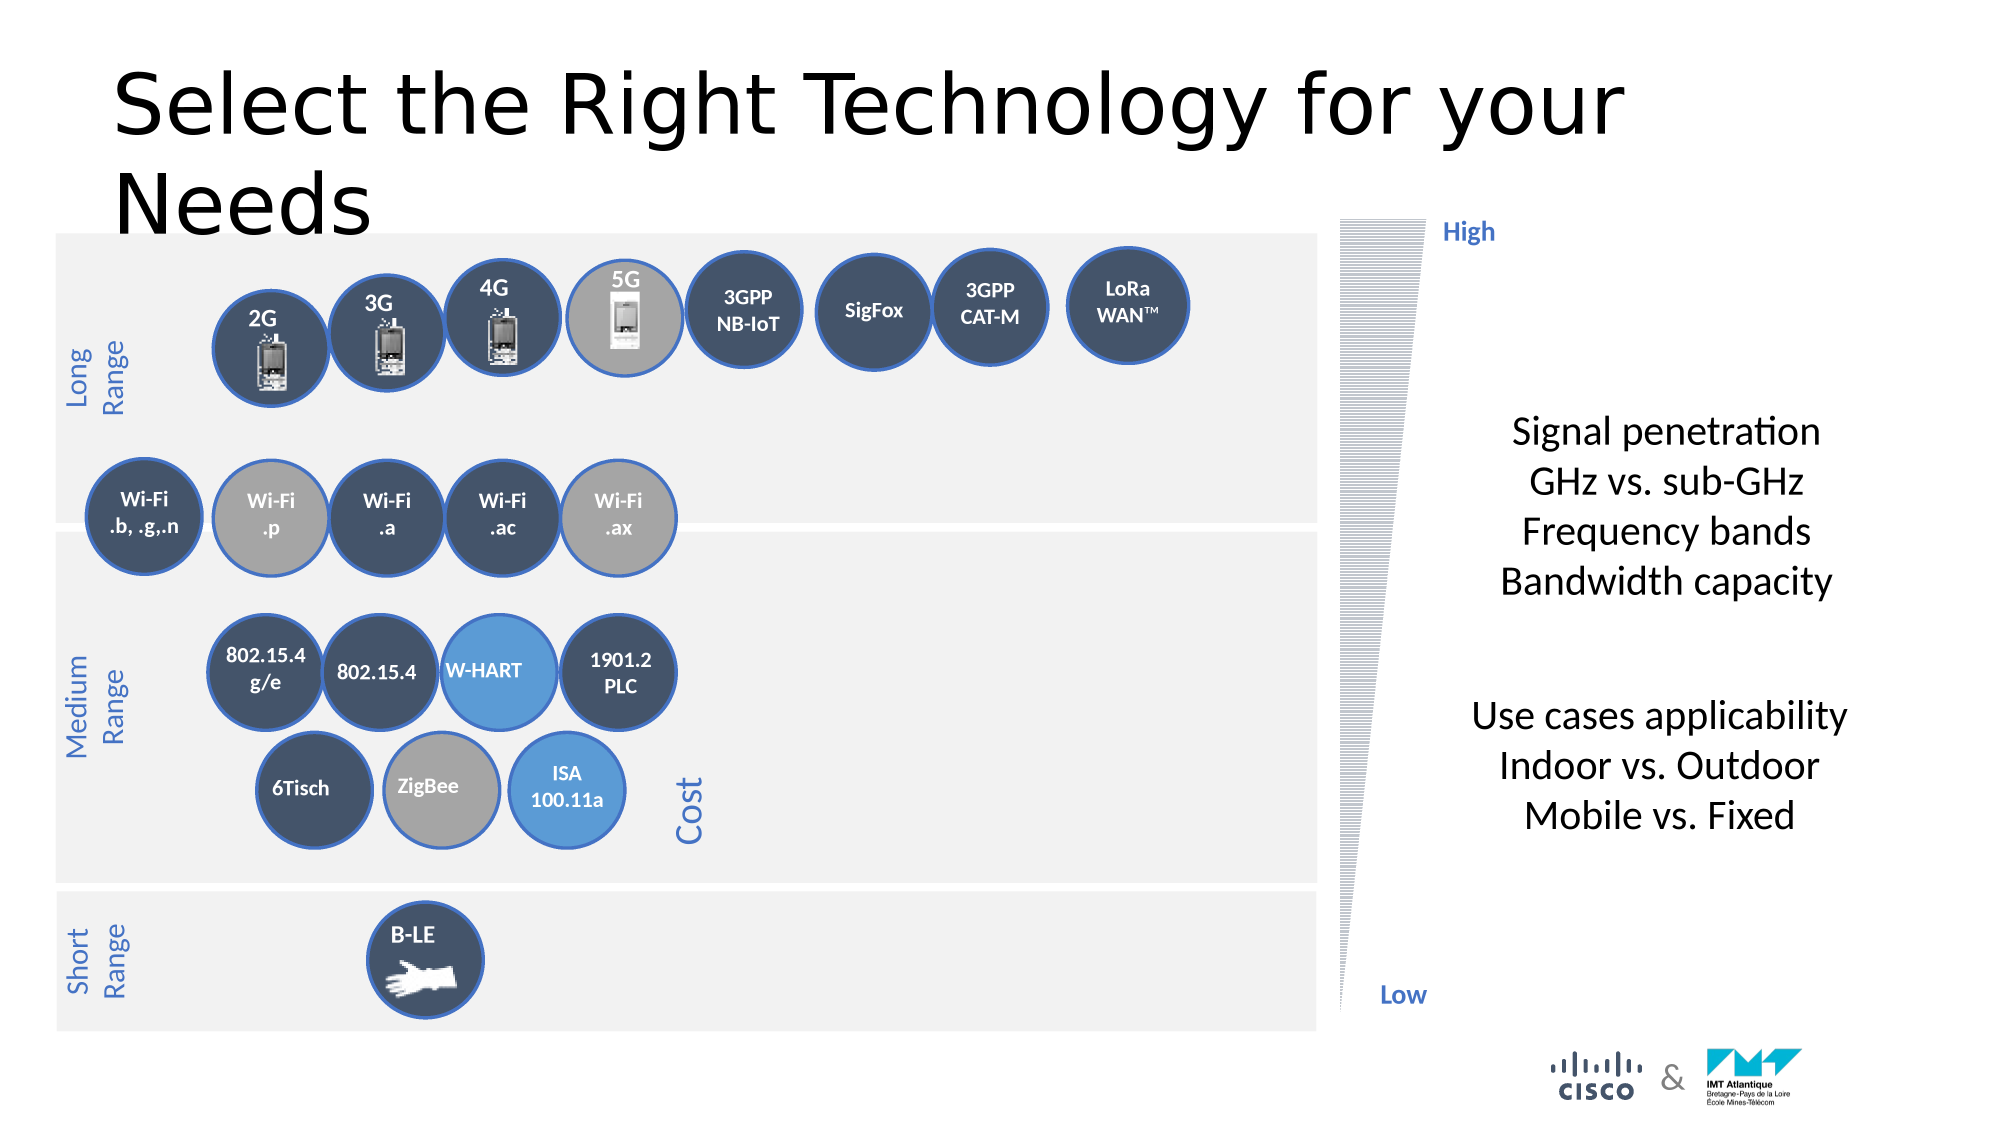 Select the Right Technology for your
Needs
High
Long
Range
2G
3G
4G
5G
3GPP
NB-IoT
SigFox
3GPP
CAT-M
LoRa
WAN™
Wi-Fi
.b, .g,.n
Wi-Fi
.p
Wi-Fi
.a
Wi-Fi
.ac
Wi-Fi
.ax
Signal penetration
GHz vs. sub-GHz
Frequency bands
Bandwidth capacity
Medium
Range
802.15.4
g/e
802.15.4
W-HART
1901.2
PLC
6Tisch
ZigBee
ISA
100.11a
Cost
Use cases applicability
Indoor vs. Outdoor
Mobile vs. Fixed
Short
Range
B-LE
Low
CISCO
&
IMT Atlantique
Bretagne-Pays de la Loire
École Mines-Télécom